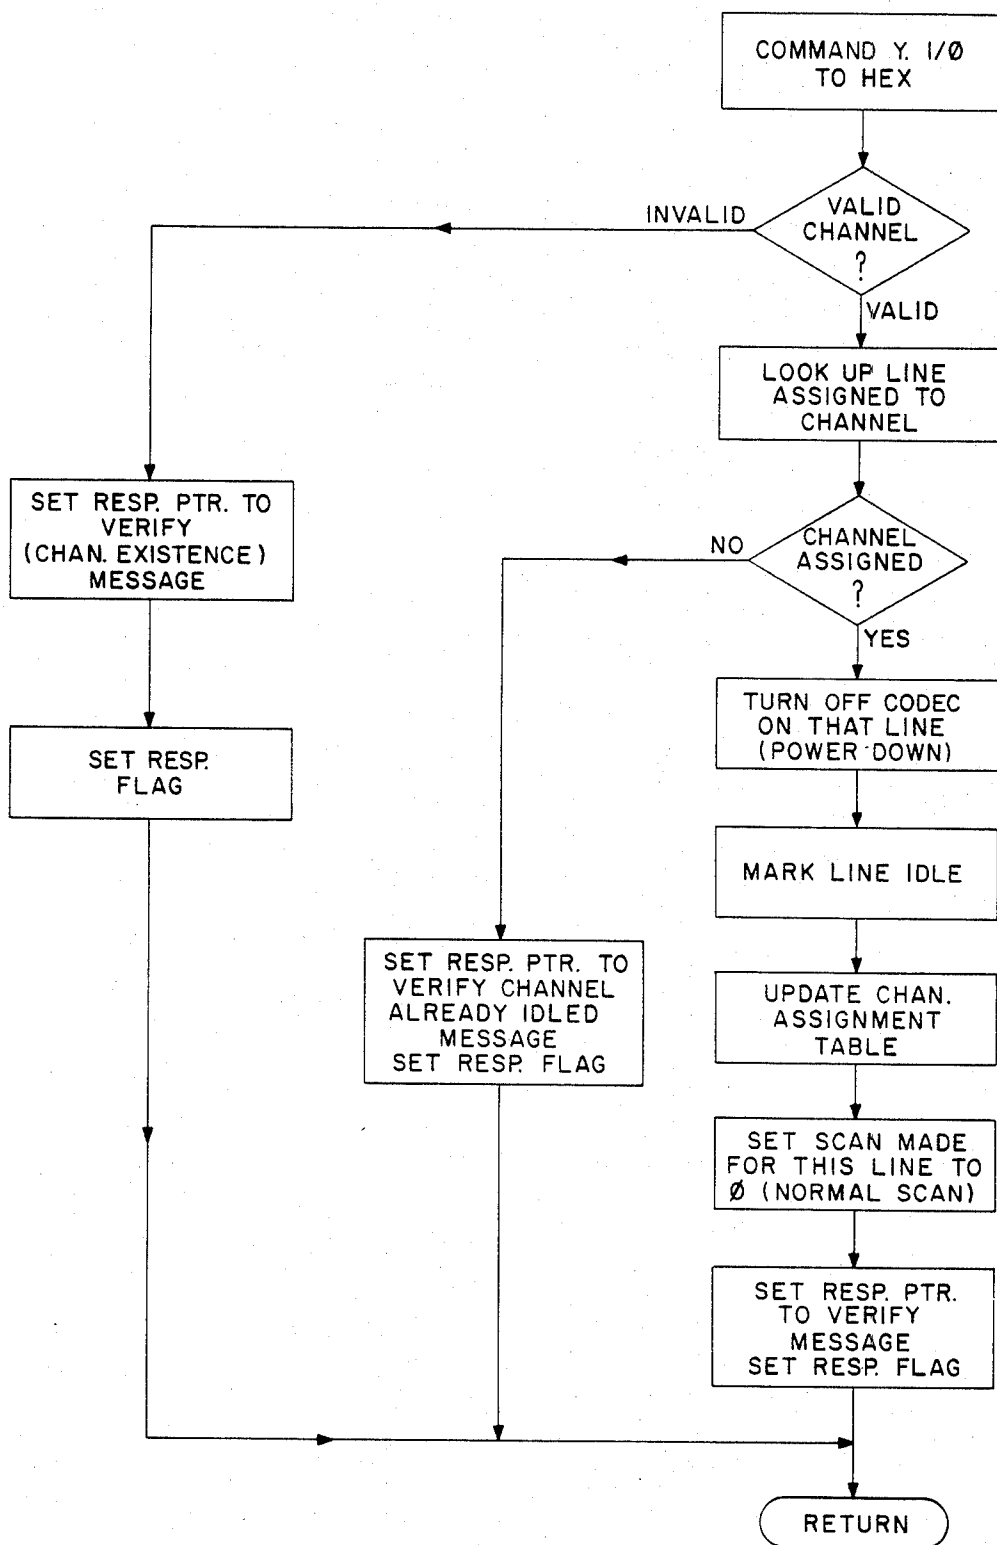 COMMAND Y. I/Ø
TO HEX
VALID
CHANNEL
?
INVALID
VALID
LOOK UP LINE
ASSIGNED TO
CHANNEL
SET RESP. PTR. TO
VERIFY
(CHAN. EXISTENCE)
MESSAGE
CHANNEL
ASSIGNED
?
NO
YES
SET RESP.
FLAG
TURN OFF CODEC
ON THAT LINE
(POWER DOWN)
MARK LINE IDLE
SET RESP. PTR. TO
VERIFY CHANNEL
ALREADY IDLED
MESSAGE
SET RESP. FLAG
UPDATE CHAN.
ASSIGNMENT
TABLE
SET SCAN MADE
FOR THIS LINE TO
Ø (NORMAL SCAN)
SET RESP. PTR.
TO VERIFY
MESSAGE
SET RESP. FLAG
RETURN